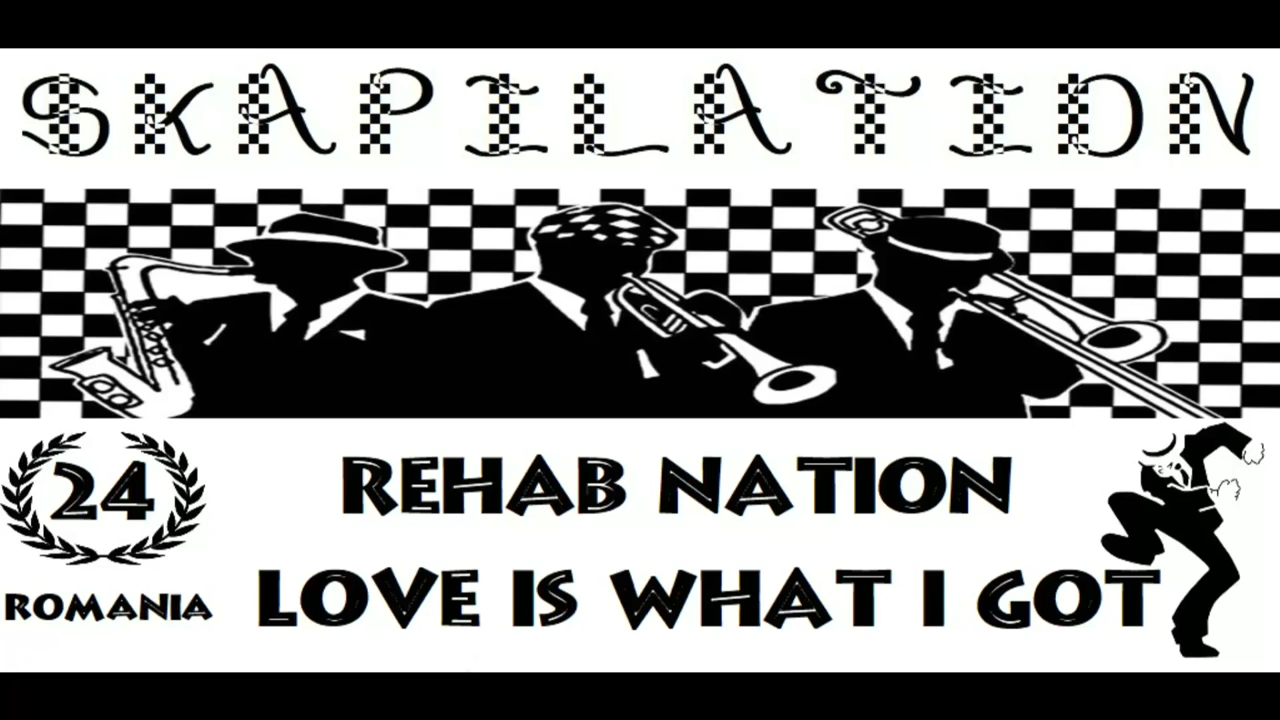 SKAPILATION
24
ROMANIA
REHAB NATION
LOVE IS WHAT I GOT